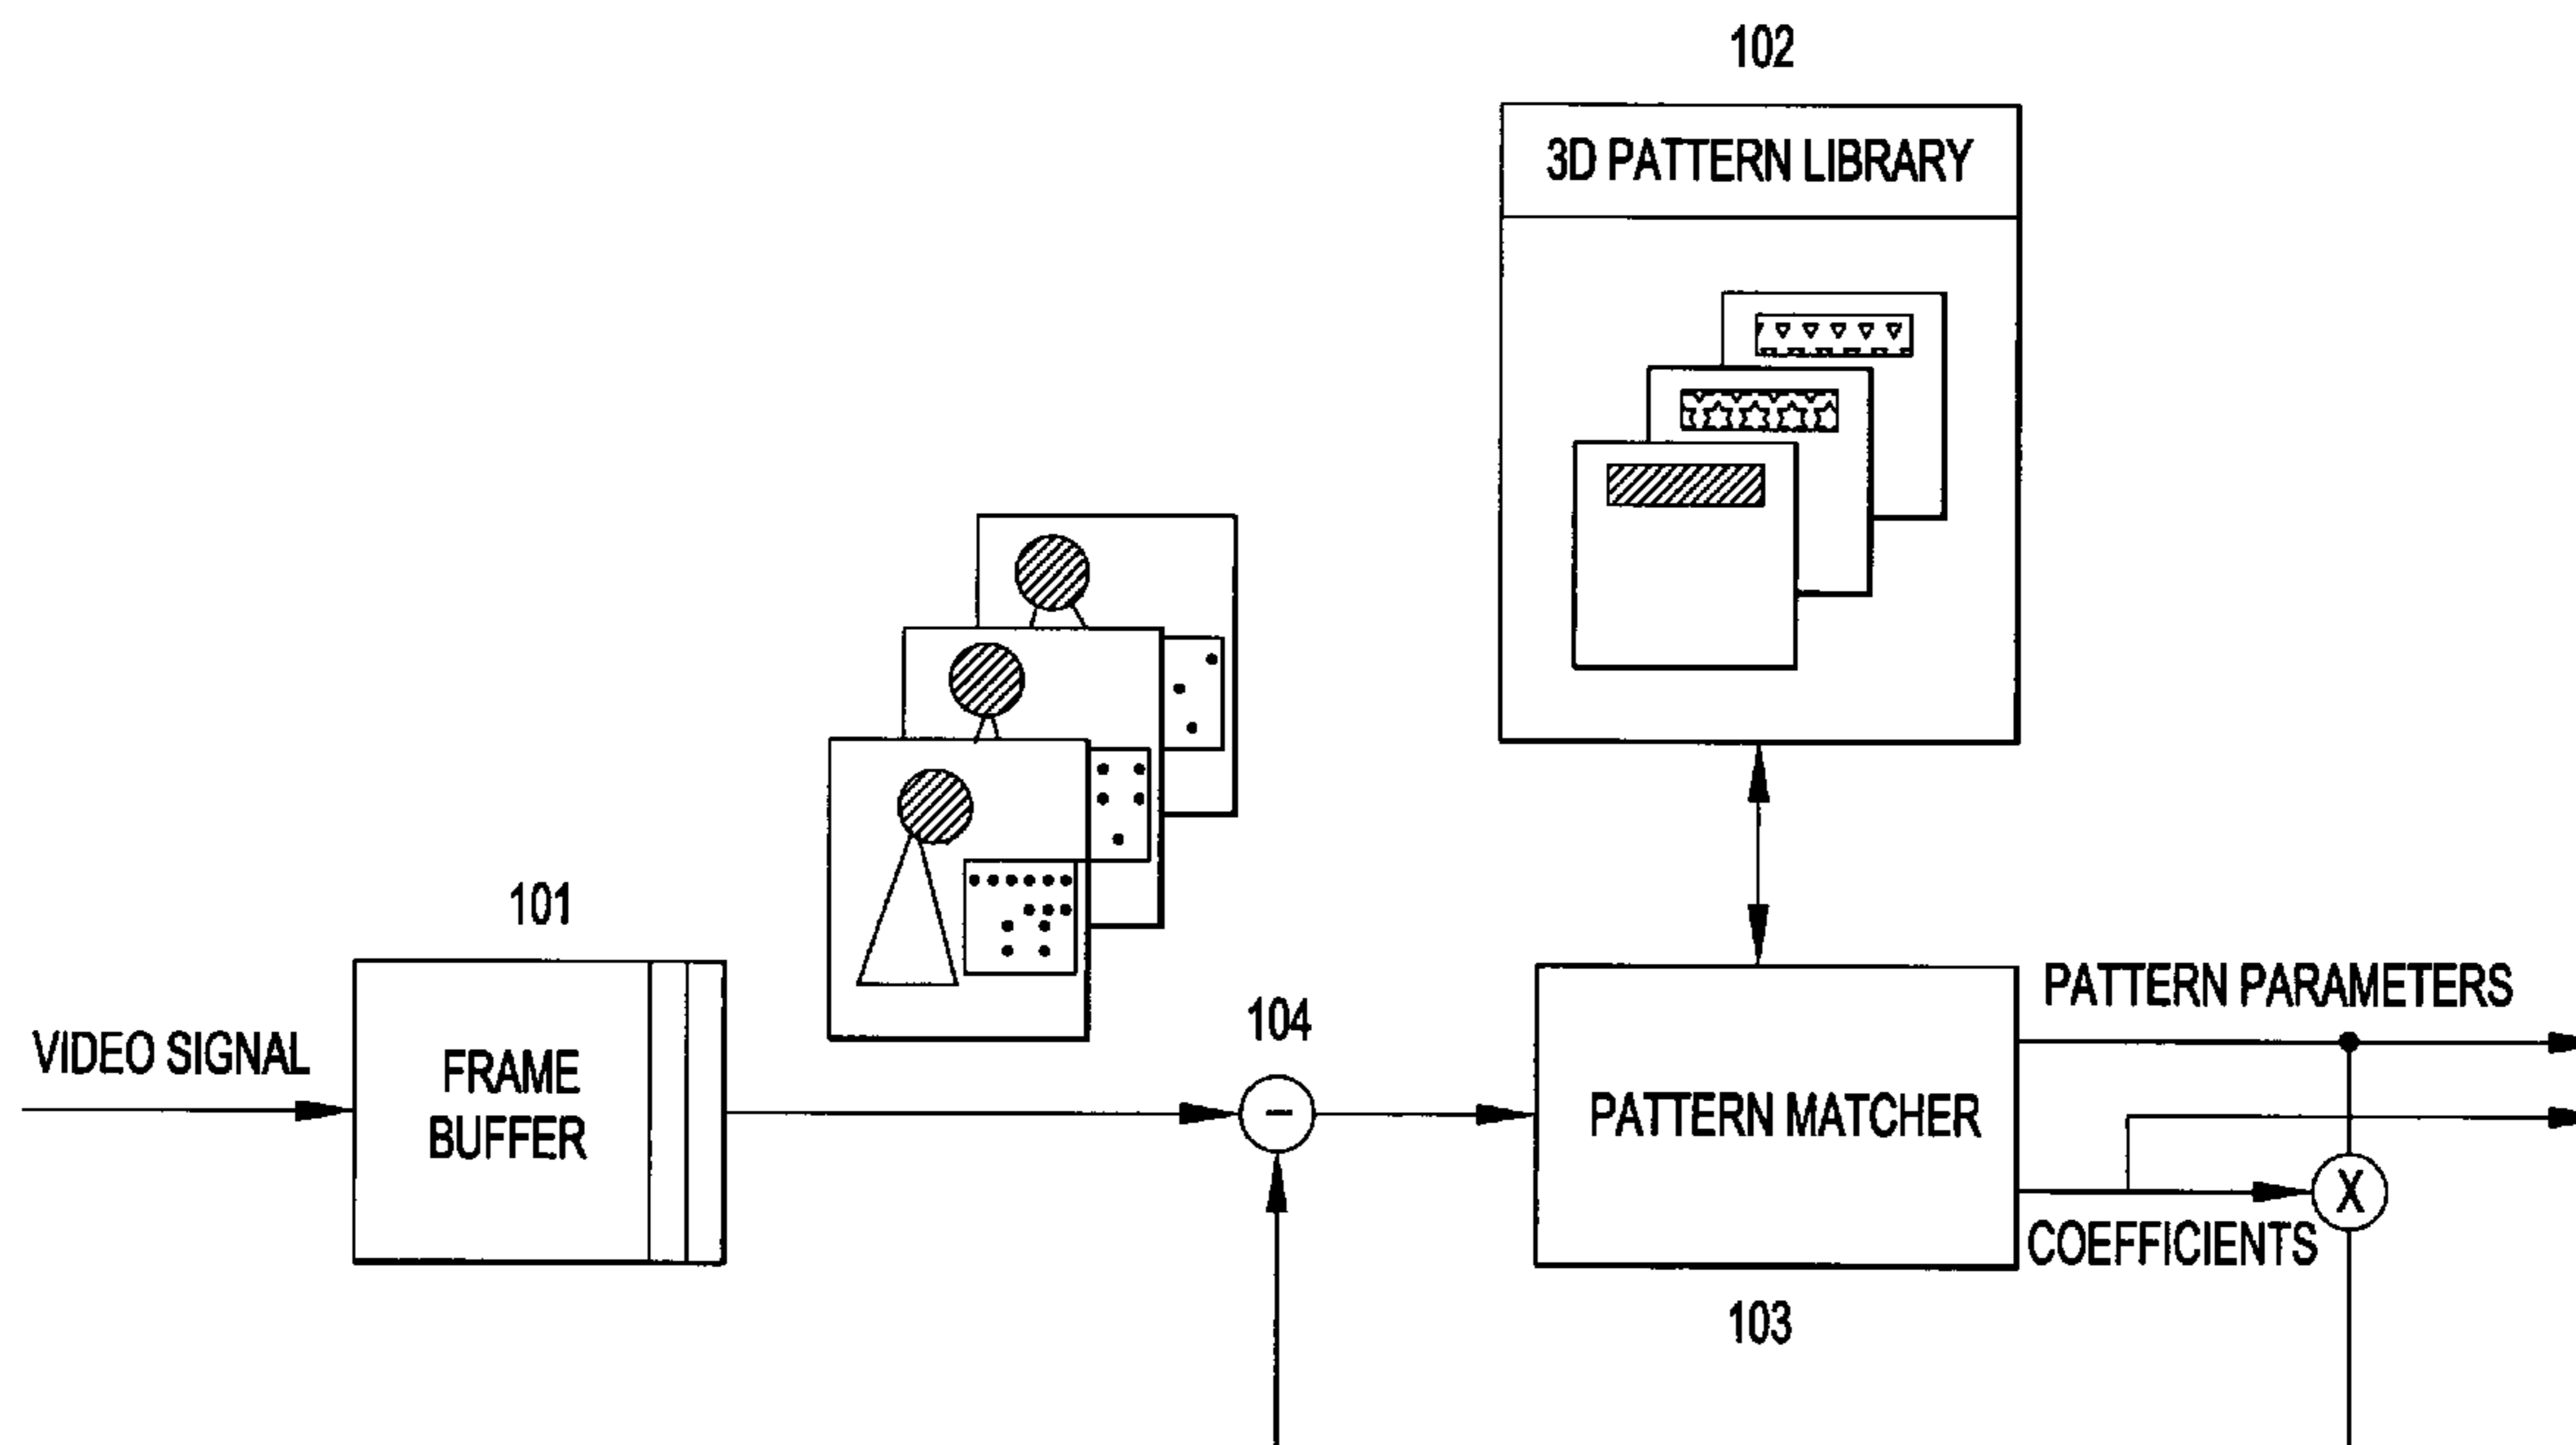 102
3D PATTERN LIBRARY
101
VIDEO SIGNAL
FRAME
BUFFER
104
-
PATTERN MATCHER
103
PATTERN PARAMETERS
X
COEFFICIENTS